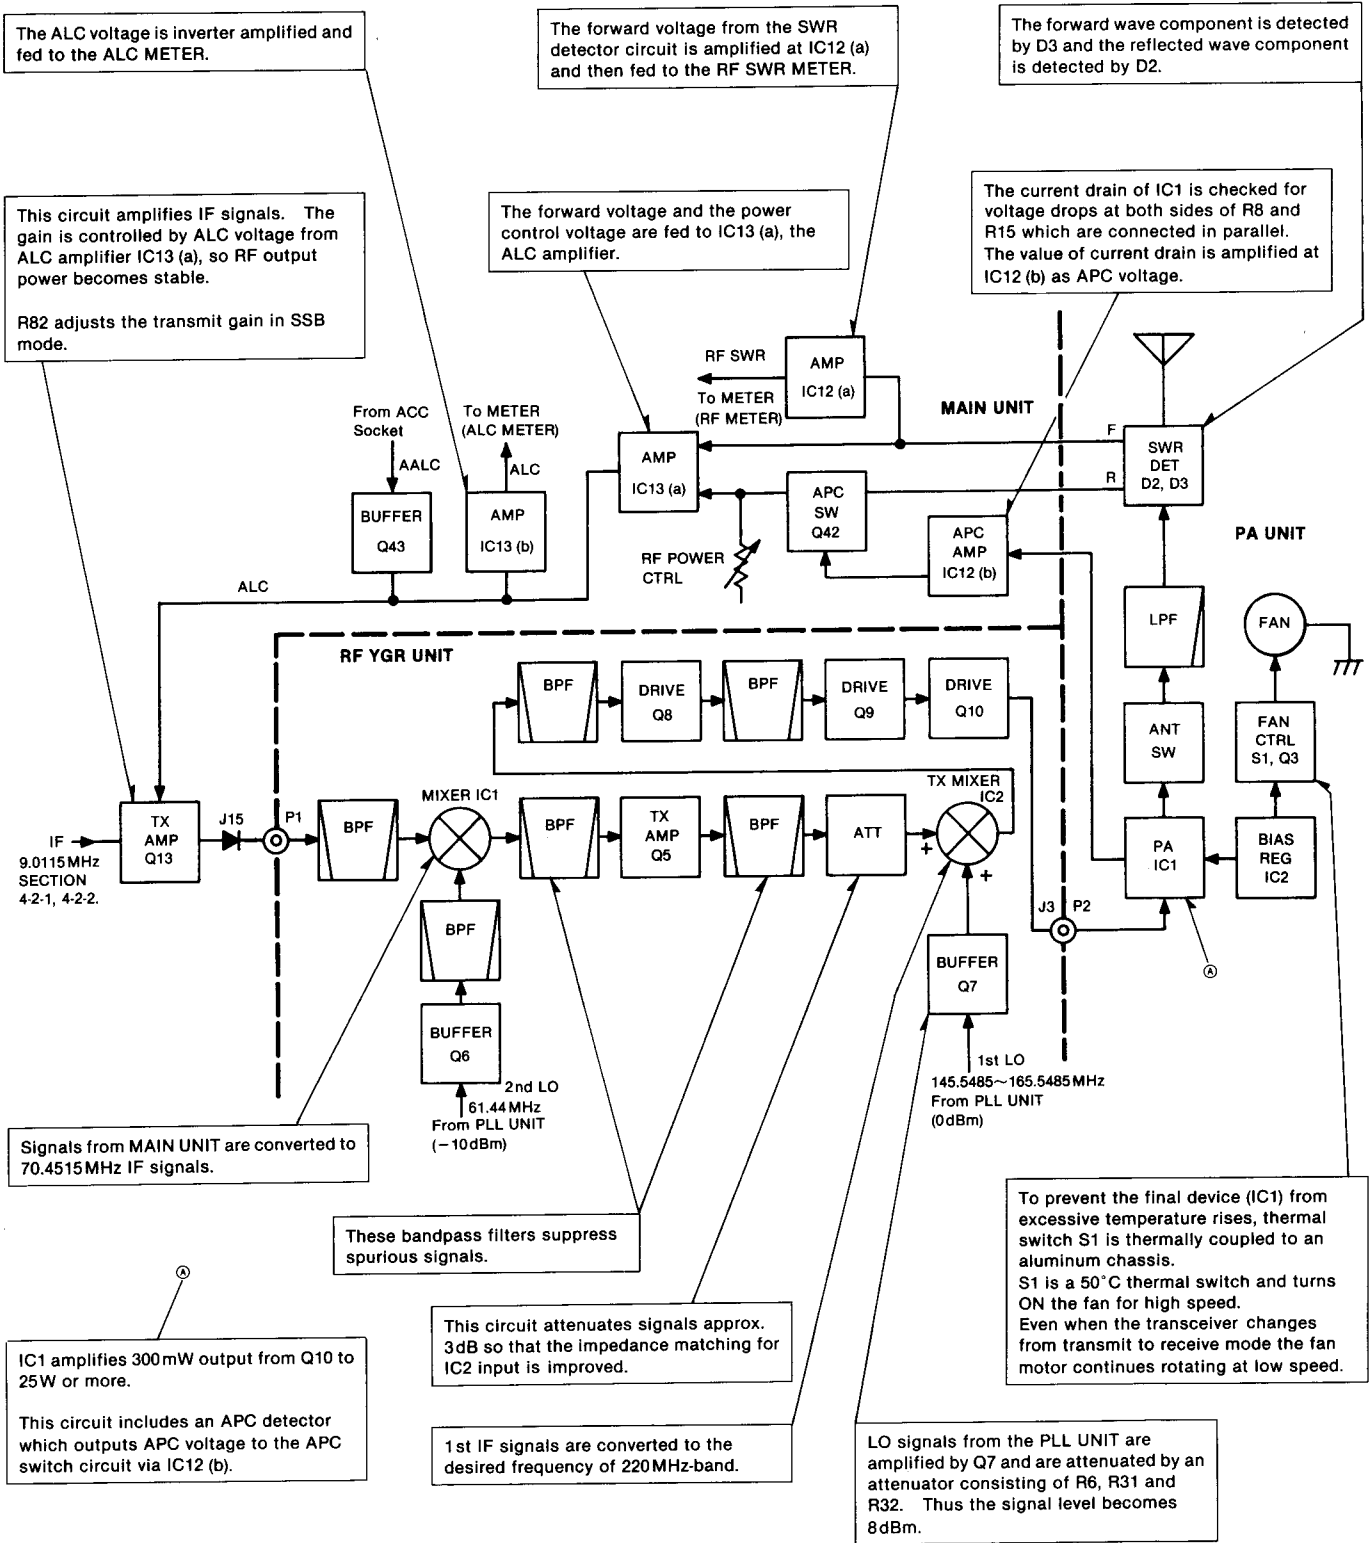 The ALC voltage is inverter amplified and
fed to the ALC METER.
The forward voltage from the SWR
detector circuit is amplified at IC12 (a)
and then fed to the RF SWR METER.
The forward wave component is detected
by D3 and the reflected wave component
is detected by D2.
This circuit amplifies IF signals. The
gain is controlled by ALC voltage from
ALC amplifier IC13 (a), so RF output
power becomes stable.
R82 adjusts the transmit gain in SSB
mode.
The forward voltage and the power
control voltage are fed to IC13 (a), the
ALC amplifier.
The current drain of IC1 is checked for
voltage drops at both sides of R8 and
R15 which are connected in parallel.
The value of current drain is amplified at
IC12 (b) as APC voltage.
RF SWR
To METER
(RF METER)
AMP
IC12 (a)
MAIN UNIT
From ACC
Socket
AALC
To METER
(ALC METER)
ALC
AMP
IC13 (a)
F
R
SWR
DET
D2, D3
BUFFER
Q43
AMP
IC13 (b)
APC
SW
Q42
RF POWER
CTRL
APC
AMP
IC12 (b)
PA UNIT
ALC
LPF
FAN
RF YGR UNIT
BPF
DRIVE
Q8
BPF
DRIVE
Q9
DRIVE
Q10
ANT
SW
FAN
CTRL
S1, Q3
IF
9.0115MHz
SECTION
4-2-1, 4-2-2.
TX
AMP
Q13
J15
P1
BPF
MIXER IC1
BPF
TX
AMP
Q5
BPF
ATT
TX MIXER
IC2
+
+
PA
IC1
BIAS
REG
IC2
J3
P2
Ⓐ
BPF
BUFFER
Q6
2nd LO
61.44MHz
From PLL UNIT
(−10dBm)
BUFFER
Q7
1st LO
145.5485~165.5485MHz
From PLL UNIT
(0dBm)
Signals from MAIN UNIT are converted to
70.4515MHz IF signals.
These bandpass filters suppress
spurious signals.
To prevent the final device (IC1) from
excessive temperature rises, thermal
switch S1 is thermally coupled to an
aluminum chassis.
S1 is a 50°C thermal switch and turns
ON the fan for high speed.
Even when the transceiver changes
from transmit to receive mode the fan
motor continues rotating at low speed.
Ⓐ
IC1 amplifies 300mW output from Q10 to
25W or more.
This circuit includes an APC detector
which outputs APC voltage to the APC
switch circuit via IC12 (b).
This circuit attenuates signals approx.
3dB so that the impedance matching for
IC2 input is improved.
1st IF signals are converted to the
desired frequency of 220MHz-band.
LO signals from the PLL UNIT are
amplified by Q7 and are attenuated by an
attenuator consisting of R6, R31 and
R32. Thus the signal level becomes
8dBm.